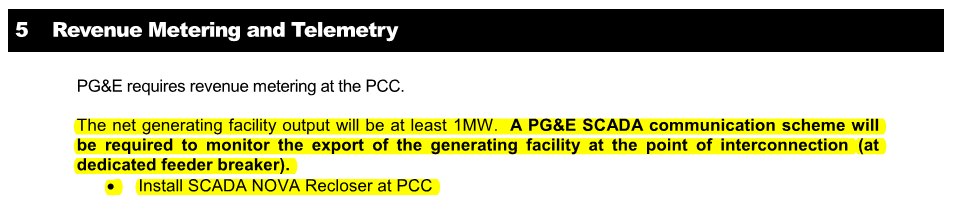 5 Revenue Metering and Telemetry
PG&E requires revenue metering at the PCC.
The net generating facility output will be at least 1MW. A PG&E SCADA communication scheme will
be required to monitor the export of the generating facility at the point of interconnection (at
dedicated feeder breaker).
• Install SCADA NOVA Recloser at PCC